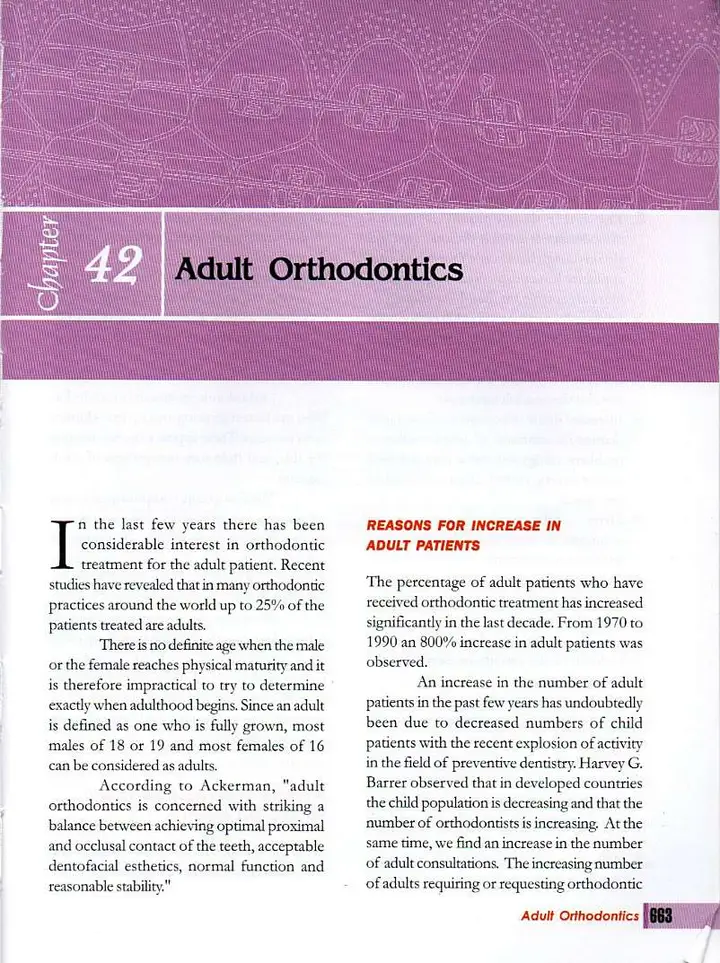 Chapter 42 Adult Orthodontics
In the last few years there has been
considerable interest in orthodontic
treatment for the adult patient. Recent
studies have revealed that in many orthodontic
practices around the world up to 25% of the
patients treated are adults.
There is no definite age when the male
or the female reaches physical maturity and it
is therefore impractical to try to determine
exactly when adulthood begins. Since an adult
is defined as one who is fully grown, most
males of 18 or 19 and most females of 16
can be considered as adults.
According to Ackerman, "adult
orthodontics is concerned with striking a
balance between achieving optimal proximal
and occlusal contact of the teeth, acceptable
dentofacial esthetics, normal function and
reasonable stability."
REASONS FOR INCREASE IN
ADULT PATIENTS
The percentage of adult patients who have
received orthodontic treatment has increased
significantly in the last decade. From 1970 to
1990 an 800% increase in adult patients was
observed.
An increase in the number of adult
patients in the past few years has undoubtedly
been due to decreased numbers of child
patients with the recent explosion of activity
in the field of preventive dentistry. Harvey G.
Barrer observed that in developed countries
the child population is decreasing and that the
number of orthodontists is increasing. At the
same time, we find an increase in the number
of adult consultations. The increasing number
of adults requiring or requesting orthodontic
Adult Orthodontics 663